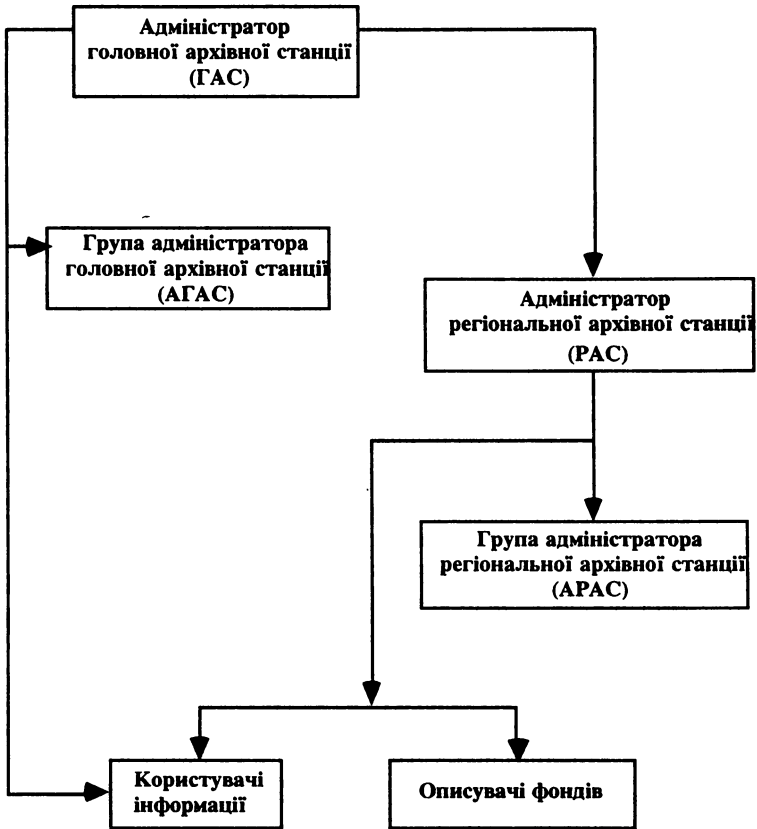 Адміністратор
головної архівної станції
(ГАС)
Група адміністратора
головної архівної станції
(АГАС)
Адміністратор
регіональної архівної станції
(РАС)
Група адміністратора
регіональної архівної станції
(АРАС)
Користувачі
інформації
Описувачі фондів